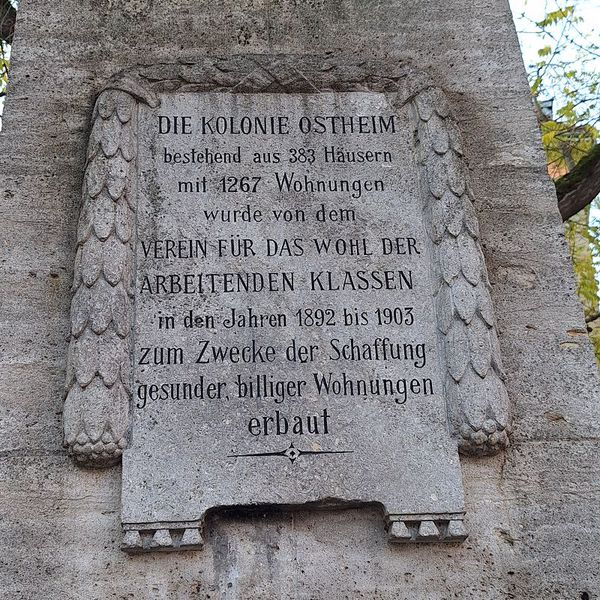 DIE KOLONIE OSTHEIM
bestehend aus 383 Häusern
mit 1267 Wohnungen
wurde von dem
VEREIN FÜR DAS WOHL DER
ARBEITENDEN KLASSEN
in den Jahren 1892 bis 1903
zum Zwecke der Schaffung
gesunder, billiger Wohnungen
erbaut